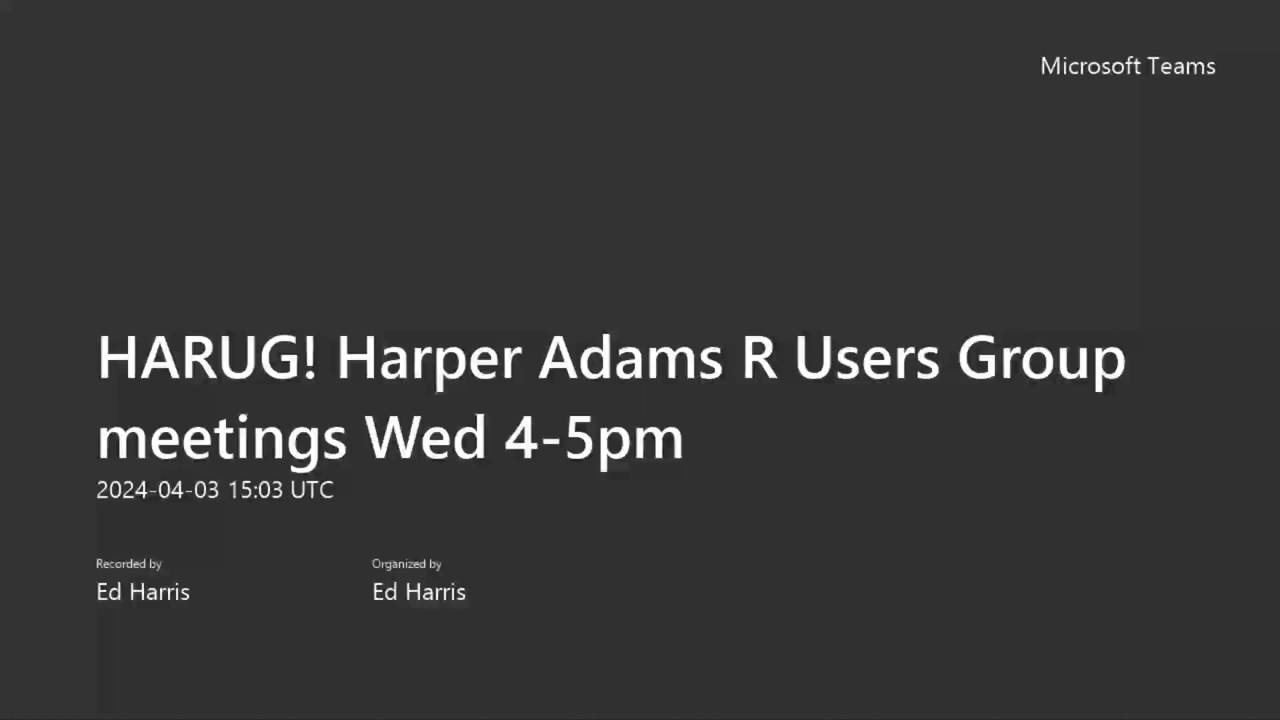 Microsoft Teams
HARUG! Harper Adams R Users Group
meetings Wed 4-5pm
2024-04-03 15:03 UTC
Recorded by
Ed Harris
Organized by
Ed Harris